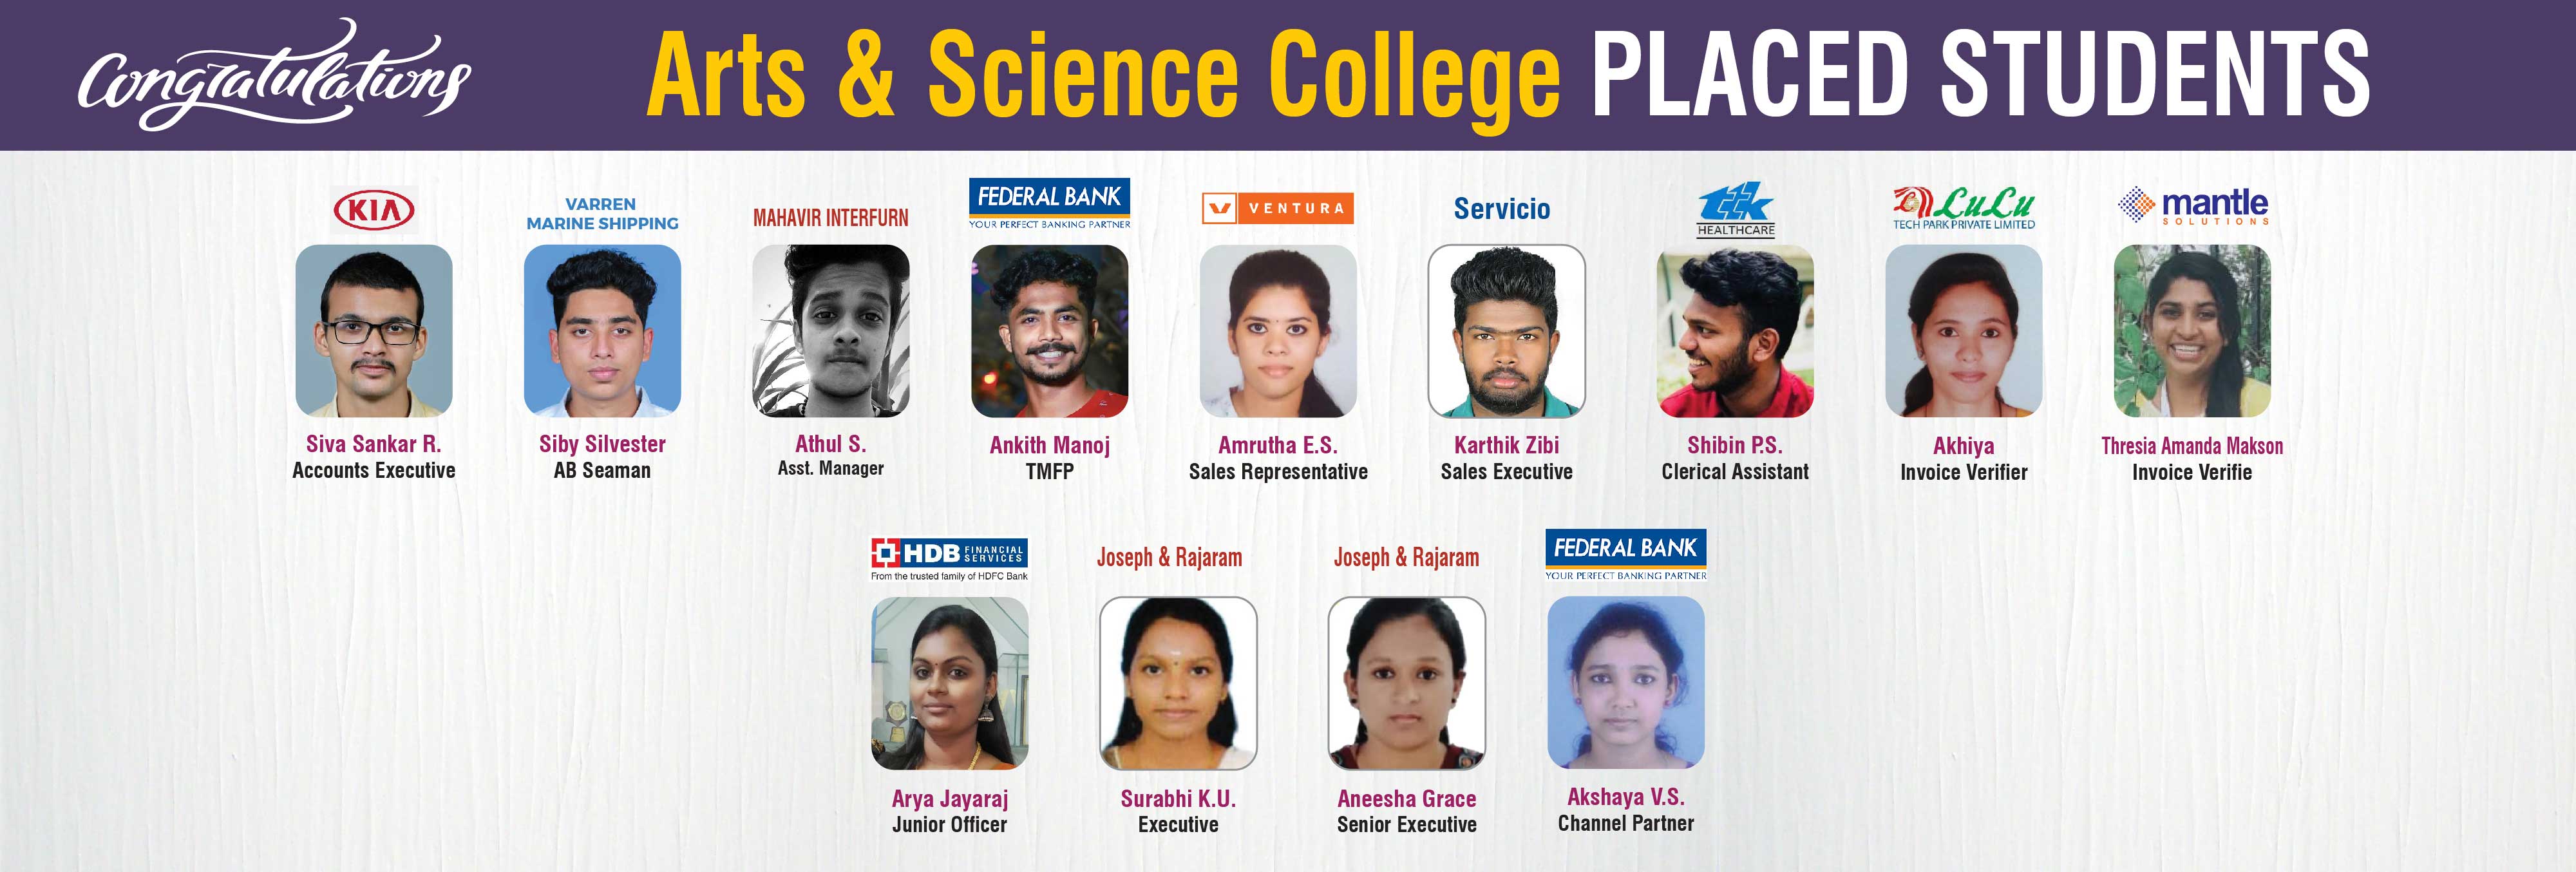 Congratulations
Arts & Science College PLACED STUDENTS
KIA
VARREN
MARINE SHIPPING
MAHAVIR INTERFURN
FEDERAL BANK
YOUR PERFECT BANKING PARTNER
VENTURA
Servicio
ttk
HEALTHCARE
LuLu
TECH PARK PRIVATE LIMITED
mantle
SOLUTIONS
Siva Sankar R.
Accounts Executive
Siby Silvester
AB Seaman
Athul S.
Asst. Manager
Ankith Manoj
TMFP
Amrutha E.S.
Sales Representative
Karthik Zibi
Sales Executive
Shibin P.S.
Clerical Assistant
Akhiya
Invoice Verifier
Thresia Amanda Makson
Invoice Verifie
HDB FINANCIAL
SERVICES
From the trusted family of HDFC Bank
Joseph & Rajaram
Joseph & Rajaram
FEDERAL BANK
YOUR PERFECT BANKING PARTNER
Arya Jayaraj
Junior Officer
Surabhi K.U.
Executive
Aneesha Grace
Senior Executive
Akshaya V.S.
Channel Partner